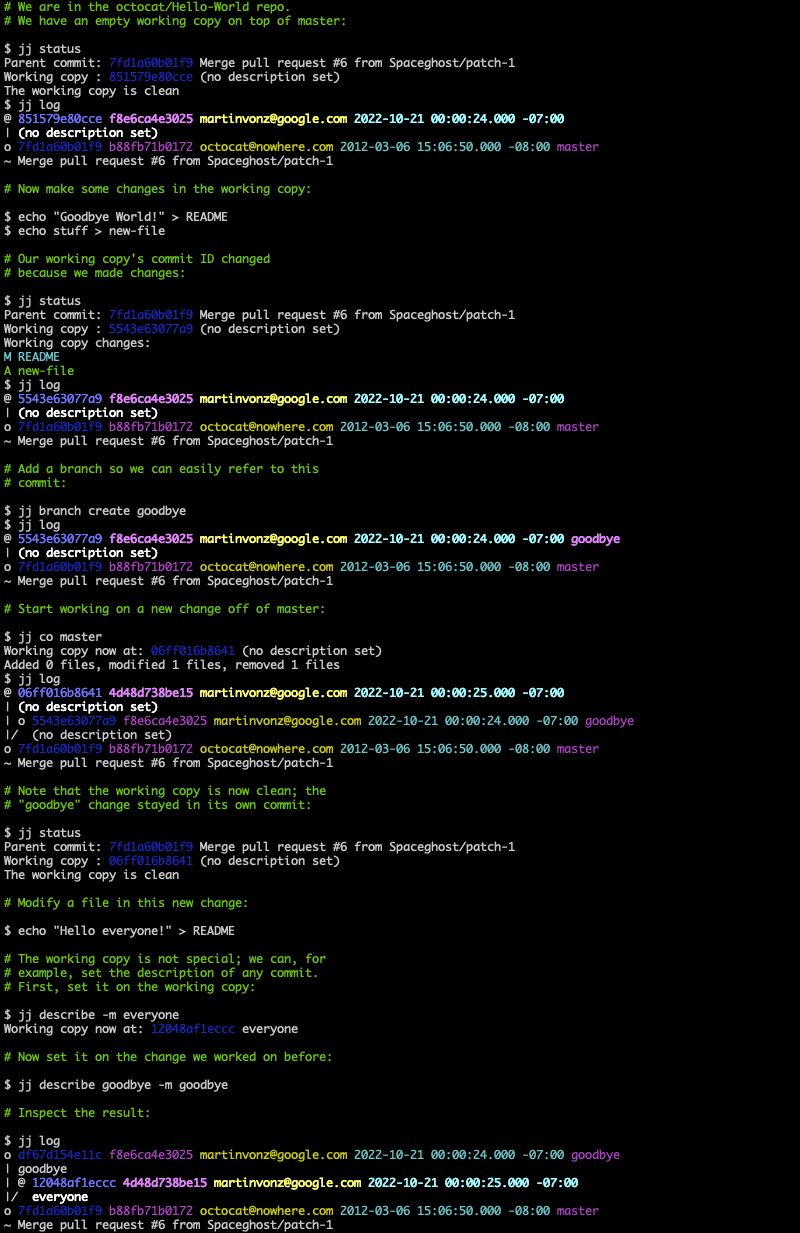 # We are in the octocat/Hello-World repo.
# We have an empty working copy on top of master:
$ jj status
Parent commit: 7fd1a60b01f9 Merge pull request #6 from Spaceghost/patch-1
Working copy : 851579e80cce (no description set)
The working copy is clean
$ jj log
@ 851579e80cce f8e6ca4e3025 martinvonz@google.com 2022-10-21 00:00:24.000 -07:00
| (no description set)
o 7fd1a60b01f9 b88fb71b0172 octocat@nowhere.com 2012-03-06 15:06:50.000 -08:00 master
~ Merge pull request #6 from Spaceghost/patch-1
# Now make some changes in the working copy:
$ echo "Goodbye World!" > README
$ echo stuff > new-file
# Our working copy's commit ID changed
# because we made changes:
$ jj status
Parent commit: 7fd1a60b01f9 Merge pull request #6 from Spaceghost/patch-1
Working copy : 5543e63077a9 (no description set)
Working copy changes:
M README
A new-file
$ jj log
@ 5543e63077a9 f8e6ca4e3025 martinvonz@google.com 2022-10-21 00:00:24.000 -07:00
| (no description set)
o 7fd1a60b01f9 b88fb71b0172 octocat@nowhere.com 2012-03-06 15:06:50.000 -08:00 master
~ Merge pull request #6 from Spaceghost/patch-1
# Add a branch so we can easily refer to this
# commit:
$ jj branch create goodbye
$ jj log
@ 5543e63077a9 f8e6ca4e3025 martinvonz@google.com 2022-10-21 00:00:24.000 -07:00 goodbye
| (no description set)
o 7fd1a60b01f9 b88fb71b0172 octocat@nowhere.com 2012-03-06 15:06:50.000 -08:00 master
~ Merge pull request #6 from Spaceghost/patch-1
# Start working on a new change off of master:
$ jj co master
Working copy now at: 06ff016b8641 (no description set)
Added 0 files, modified 1 files, removed 1 files
$ jj log
@ 06ff016b8641 4d48d738be15 martinvonz@google.com 2022-10-21 00:00:25.000 -07:00
| (no description set)
| o 5543e63077a9 f8e6ca4e3025 martinvonz@google.com 2022-10-21 00:00:24.000 -07:00 goodbye
|/  (no description set)
o 7fd1a60b01f9 b88fb71b0172 octocat@nowhere.com 2012-03-06 15:06:50.000 -08:00 master
~ Merge pull request #6 from Spaceghost/patch-1
# Note that the working copy is now clean; the
# "goodbye" change stayed in its own commit:
$ jj status
Parent commit: 7fd1a60b01f9 Merge pull request #6 from Spaceghost/patch-1
Working copy : 06ff016b8641 (no description set)
The working copy is clean
# Modify a file in this new change:
$ echo "Hello everyone!" > README
# The working copy is not special; we can, for
# example, set the description of any commit.
# First, set it on the working copy:
$ jj describe -m everyone
Working copy now at: 12048af1eccc everyone
# Now set it on the change we worked on before:
$ jj describe goodbye -m goodbye
# Inspect the result:
$ jj log
o df67d154e11c f8e6ca4e3025 martinvonz@google.com 2022-10-21 00:00:24.000 -07:00 goodbye
| goodbye
| @ 12048af1eccc 4d48d738be15 martinvonz@google.com 2022-10-21 00:00:25.000 -07:00
|/  everyone
o 7fd1a60b01f9 b88fb71b0172 octocat@nowhere.com 2012-03-06 15:06:50.000 -08:00 master
~ Merge pull request #6 from Spaceghost/patch-1